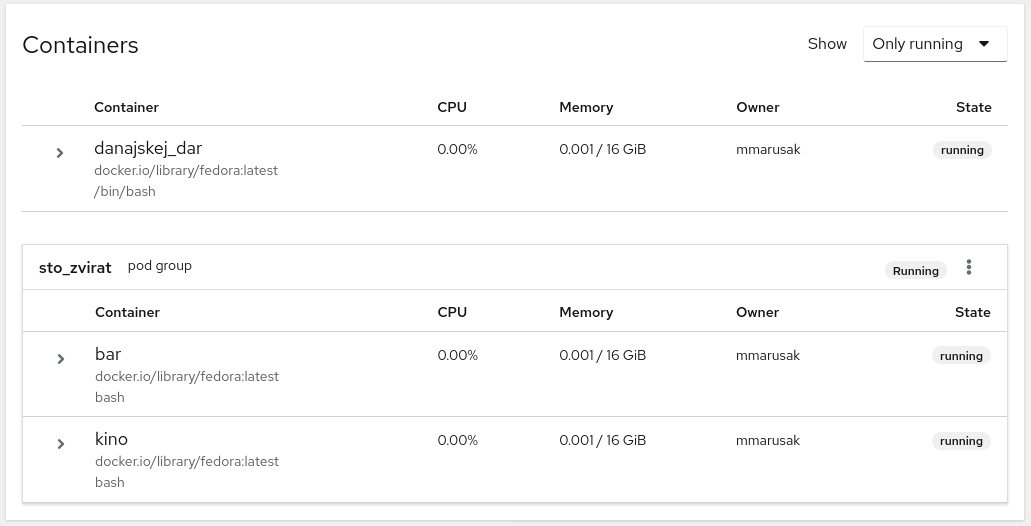 Containers Show Only running
Container CPU Memory Owner State
danajskej_dar 0.00% 0.001 / 16 GiB mmarusak running
docker.io/library/fedora:latest
/bin/bash
sto_zvirat pod group Running
Container CPU Memory Owner State
bar 0.00% 0.001 / 16 GiB mmarusak running
docker.io/library/fedora:latest
bash
kino 0.00% 0.001 / 16 GiB mmarusak running
docker.io/library/fedora:latest
bash